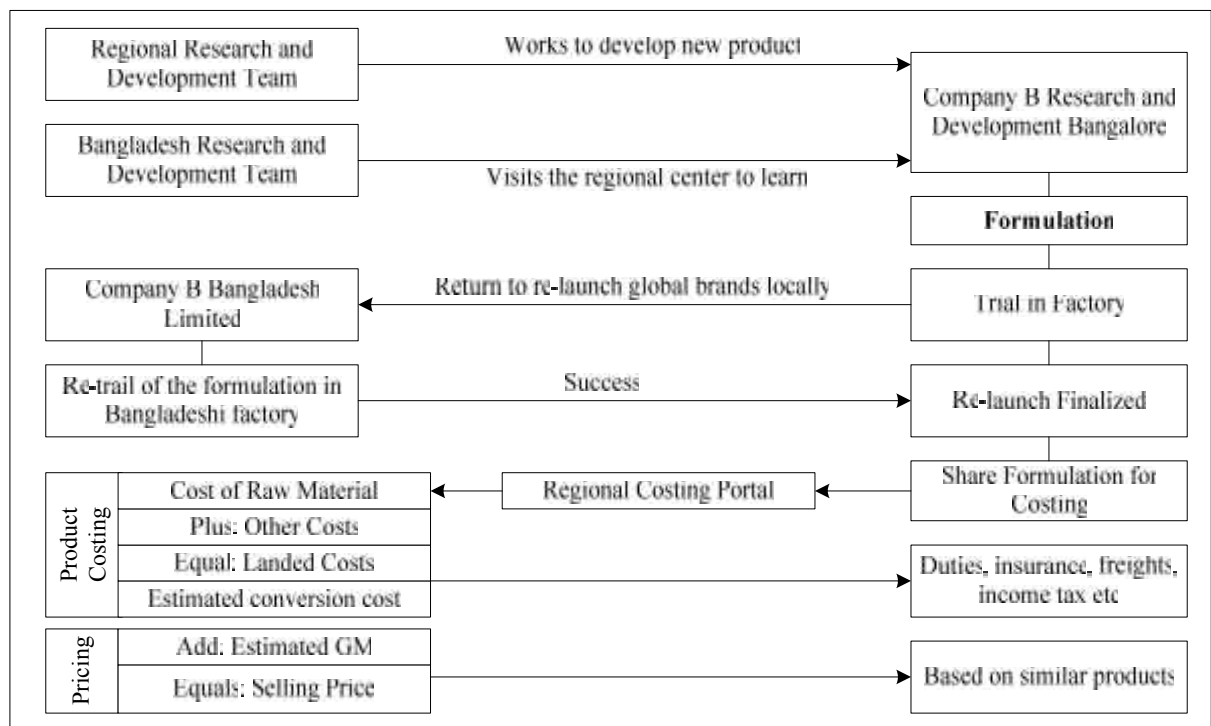 Regional Research and
Development Team
Works to develop new product
Company B Research and
Development Bangalore
Bangladesh Research and
Development Team
Visits the regional center to learn
Formulation
Company B Bangladesh
Limited
Return to re-launch global brands locally
Trial in Factory
Re-trail of the formulation in
Bangladeshi factory
Success
Re-launch Finalized
Product
Costing
Cost of Raw Material
Regional Costing Portal
Share Formulation for
Costing
Plus: Other Costs
Equal: Landed Costs
Estimated conversion cost
Duties, insurance, freights,
income tax etc
Pricing
Add: Estimated GM
Equals: Selling Price
Based on similar products